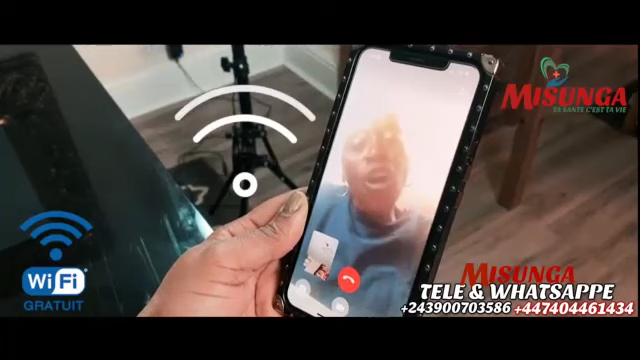 MISUNGA
TA SANTE C'EST TA VIE
WiFi
GRATUIT
MISUNGA
TELE & WHATSAPPE
+243900703586 +447404461434